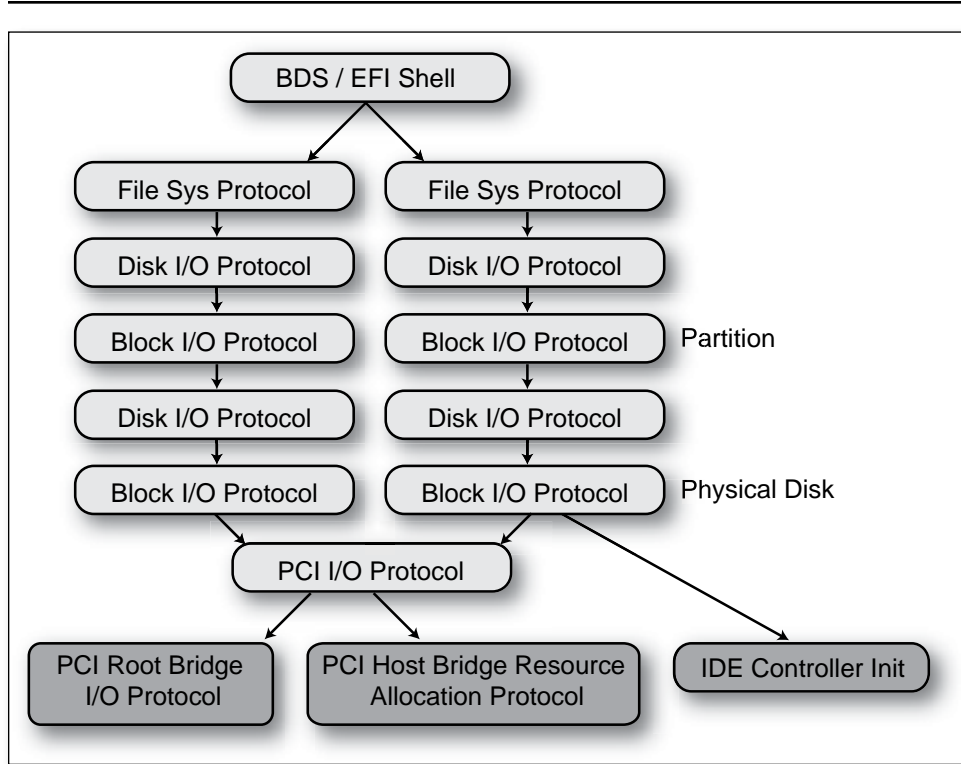 BDS / EFI Shell
File Sys Protocol
File Sys Protocol
Disk I/O Protocol
Disk I/O Protocol
Block I/O Protocol
Block I/O Protocol
Partition
Disk I/O Protocol
Disk I/O Protocol
Block I/O Protocol
Block I/O Protocol
Physical Disk
PCI I/O Protocol
PCI Root Bridge
I/O Protocol
PCI Host Bridge Resource
Allocation Protocol
IDE Controller Init